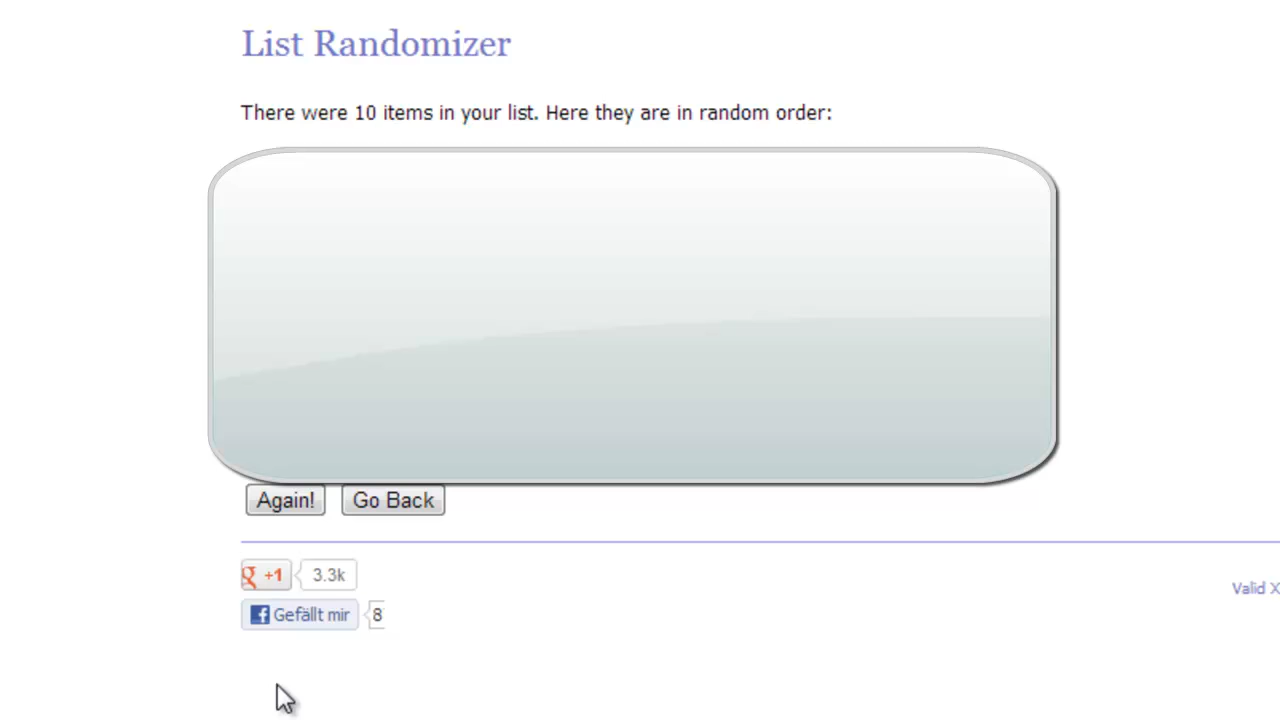 List Randomizer
There were 10 items in your list. Here they are in random order:
Again! Go Back
+1 3.3k
Valid X
Gefällt mir 8